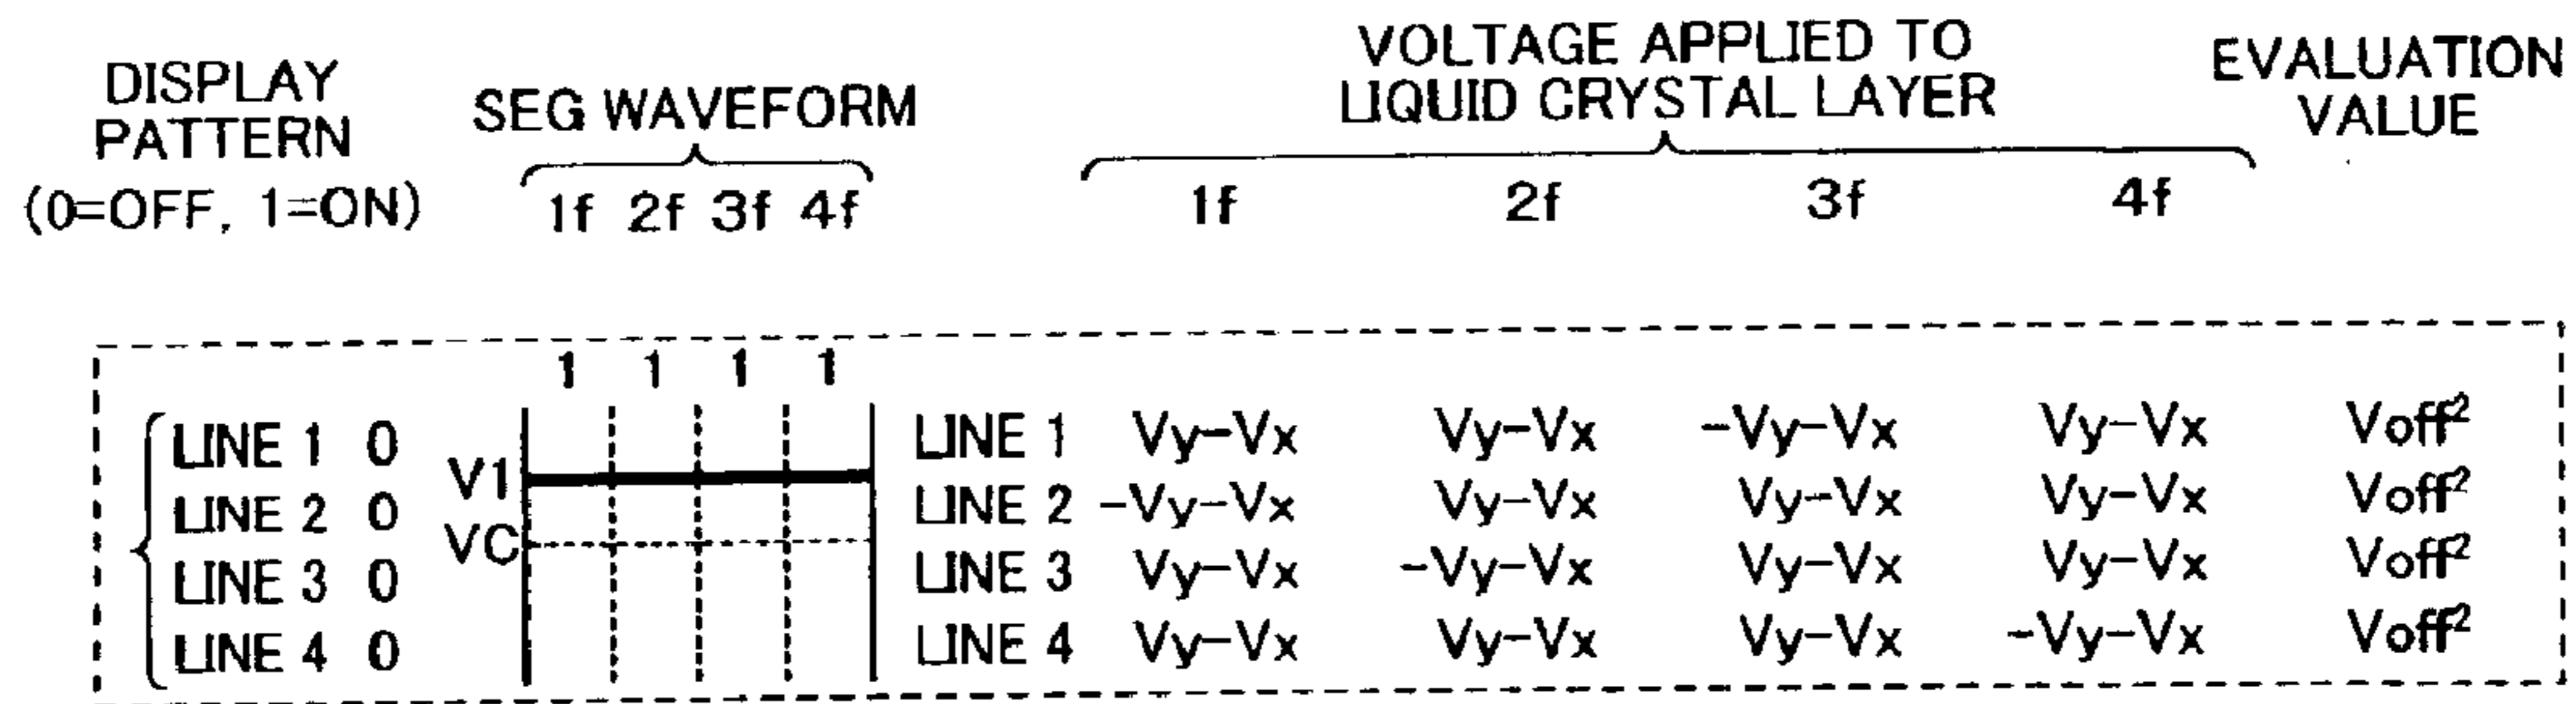 DISPLAY
PATTERN
(0=OFF, 1=ON)
SEG WAVEFORM
1f 2f 3f 4f
VOLTAGE APPLIED TO
LIQUID CRYSTAL LAYER
1f 2f 3f 4f
EVALUATION
VALUE
1 1 1 1
LINE 1 0
LINE 2 0
LINE 3 0
LINE 4 0
V1
VC
LINE 1 Vy-Vx Vy-Vx -Vy-Vx Vy-Vx Voff²
LINE 2 -Vy-Vx Vy-Vx Vy-Vx Vy-Vx Voff²
LINE 3 Vy-Vx -Vy-Vx Vy-Vx Vy-Vx Voff²
LINE 4 Vy-Vx Vy-Vx Vy-Vx -Vy-Vx Voff²